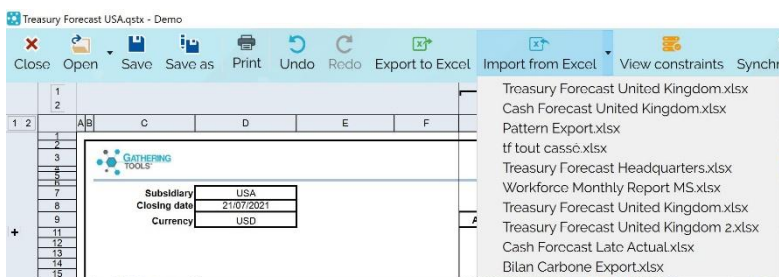 Treasury Forecast USA.qstx - Demo
Close Open Save Save as Print Undo Redo Export to Excel Import from Excel View constraints Synchr
Treasury Forecast United Kingdom.xlsx
Cash Forecast United Kingdom.xlsx
Pattern Export.xlsx
tf tout cassé.xlsx
Treasury Forecast Headquarters.xlsx
Workforce Monthly Report MS.xlsx
Treasury Forecast United Kingdom.xlsx
Treasury Forecast United Kingdom 2.xlsx
Cash Forecast Late Actual.xlsx
Bilan Carbone Export.xlsx
1
2
1 2 A B C D E F
1
2
3
4
5
6
7
8
9
11
12
13
14
15
GATHERING
TOOLS
Subsidiary USA
Closing date 21/07/2021
Currency USD
A